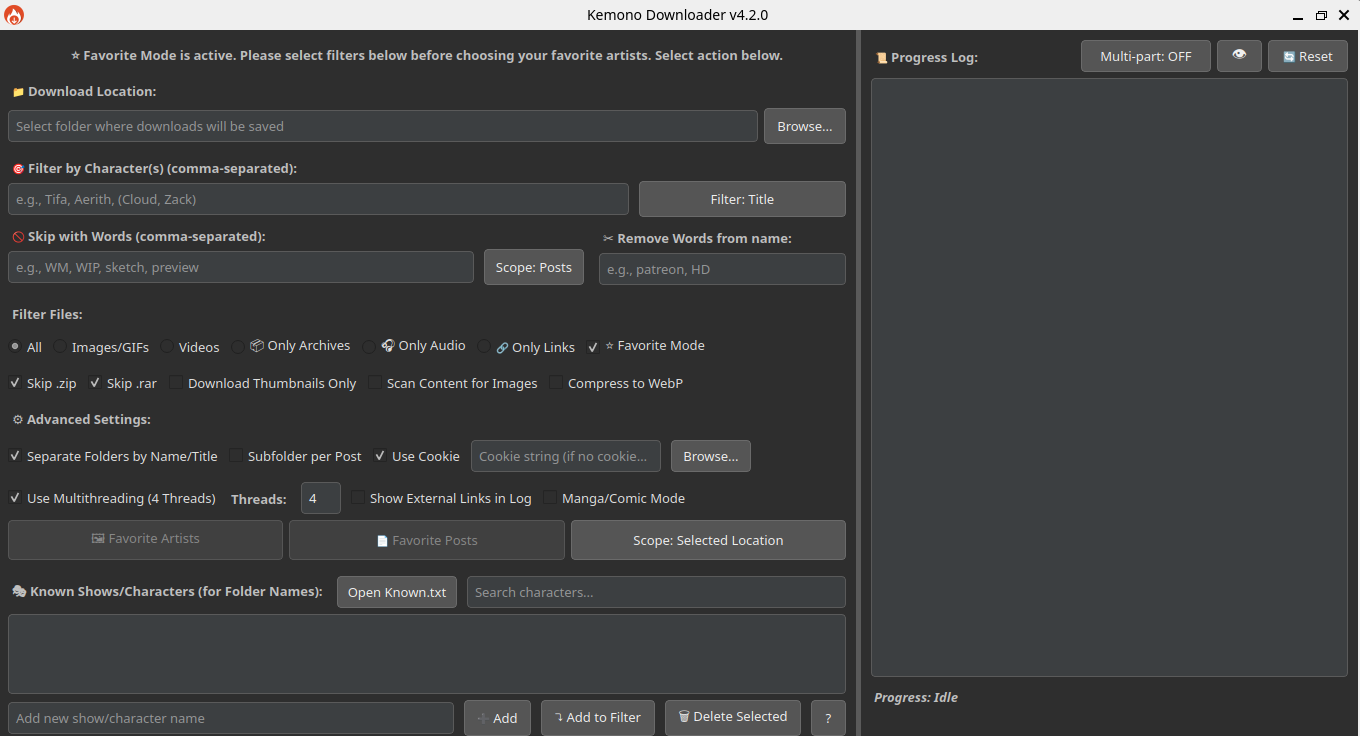 Kemono Downloader v4.2.0
⭐ Favorite Mode is active. Please select filters below before choosing your favorite artists. Select action below.
📁 Download Location:
Select folder where downloads will be saved
Browse...
🎯 Filter by Character(s) (comma-separated):
e.g., Tifa, Aerith, (Cloud, Zack)
Filter: Title
🚫 Skip with Words (comma-separated):
e.g., WM, WIP, sketch, preview
Scope: Posts
✂ Remove Words from name:
e.g., patreon, HD
Filter Files:
All Images/GIFs Videos 📦 Only Archives 🎧 Only Audio 🔗 Only Links ⭐ Favorite Mode
Skip .zip Skip .rar Download Thumbnails Only Scan Content for Images Compress to WebP
⚙ Advanced Settings:
Separate Folders by Name/Title Subfolder per Post Use Cookie Cookie string (if no cookie... Browse...
Use Multithreading (4 Threads) Threads: 4 Show External Links in Log Manga/Comic Mode
🖼 Favorite Artists 📄 Favorite Posts Scope: Selected Location
🎭 Known Shows/Characters (for Folder Names): Open Known.txt Search characters...
Add new show/character name ➕ Add ⤵ Add to Filter 🗑 Delete Selected ?
📜 Progress Log: Multi-part: OFF 👁 🔄 Reset
Progress: Idle